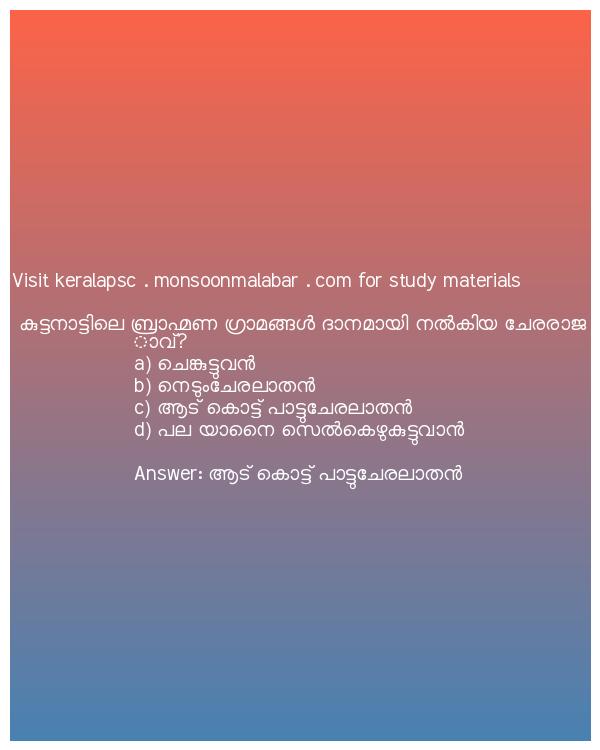 Visit keralapsc . monsoonmalabar . com for study materials
കുട്ടനാട്ടിലെ ബ്രാഹ്മണ ഗ്രാമങ്ങൾ ദാനമായി നൽകിയ ചേരരാജ
ാവ്?
a) ചെങ്കുട്ടുവൻ
b) നെടുംചേരലാതൻ
c) ആട് കൊട്ട് പാട്ടുചേരലാതൻ
d) പല യാനൈ സെൽകെഴുകുട്ടുവാൻ
Answer: ആട് കൊട്ട് പാട്ടുചേരലാതൻ